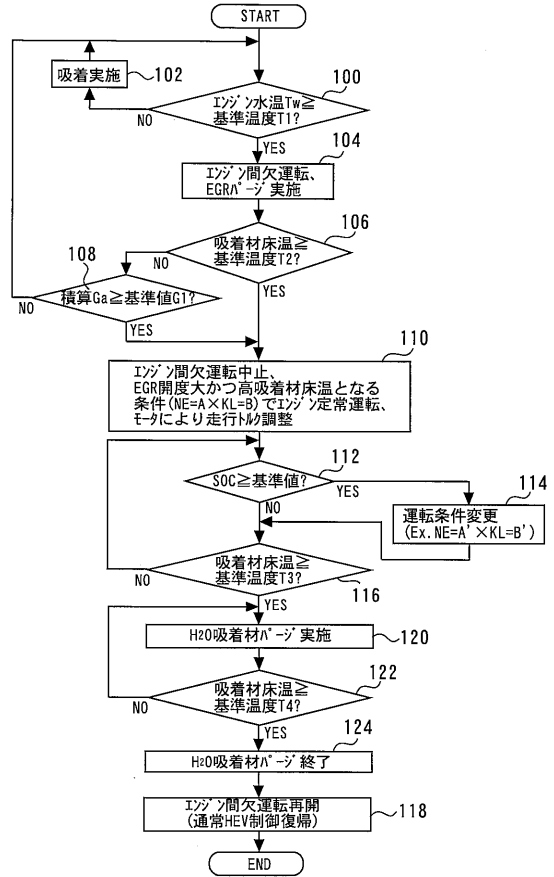 START
吸着実施
102
100
エンジン水温Tw≧
基準温度T1?
NO
YES
104
エンジン間欠運転、
EGRパージ実施
106
吸着材床温≧
基準温度T2?
NO
108
YES
積算Ga≧基準値G1?
NO
YES
110
エンジン間欠運転中止、
EGR開度大かつ高吸着材床温となる
条件(NE=A×KL=B)でエンジン定常運転、
モータにより走行トルク調整
112
SOC≧基準値?
YES
NO
114
運転条件変更
(Ex.NE=A'×KL=B')
吸着材床温≧
基準温度T3?
NO
116
YES
H2O吸着材パージ実施
120
122
吸着材床温≧
基準温度T4?
NO
YES
124
H2O吸着材パージ終了
エンジン間欠運転再開
(通常HEV制御復帰)
118
END